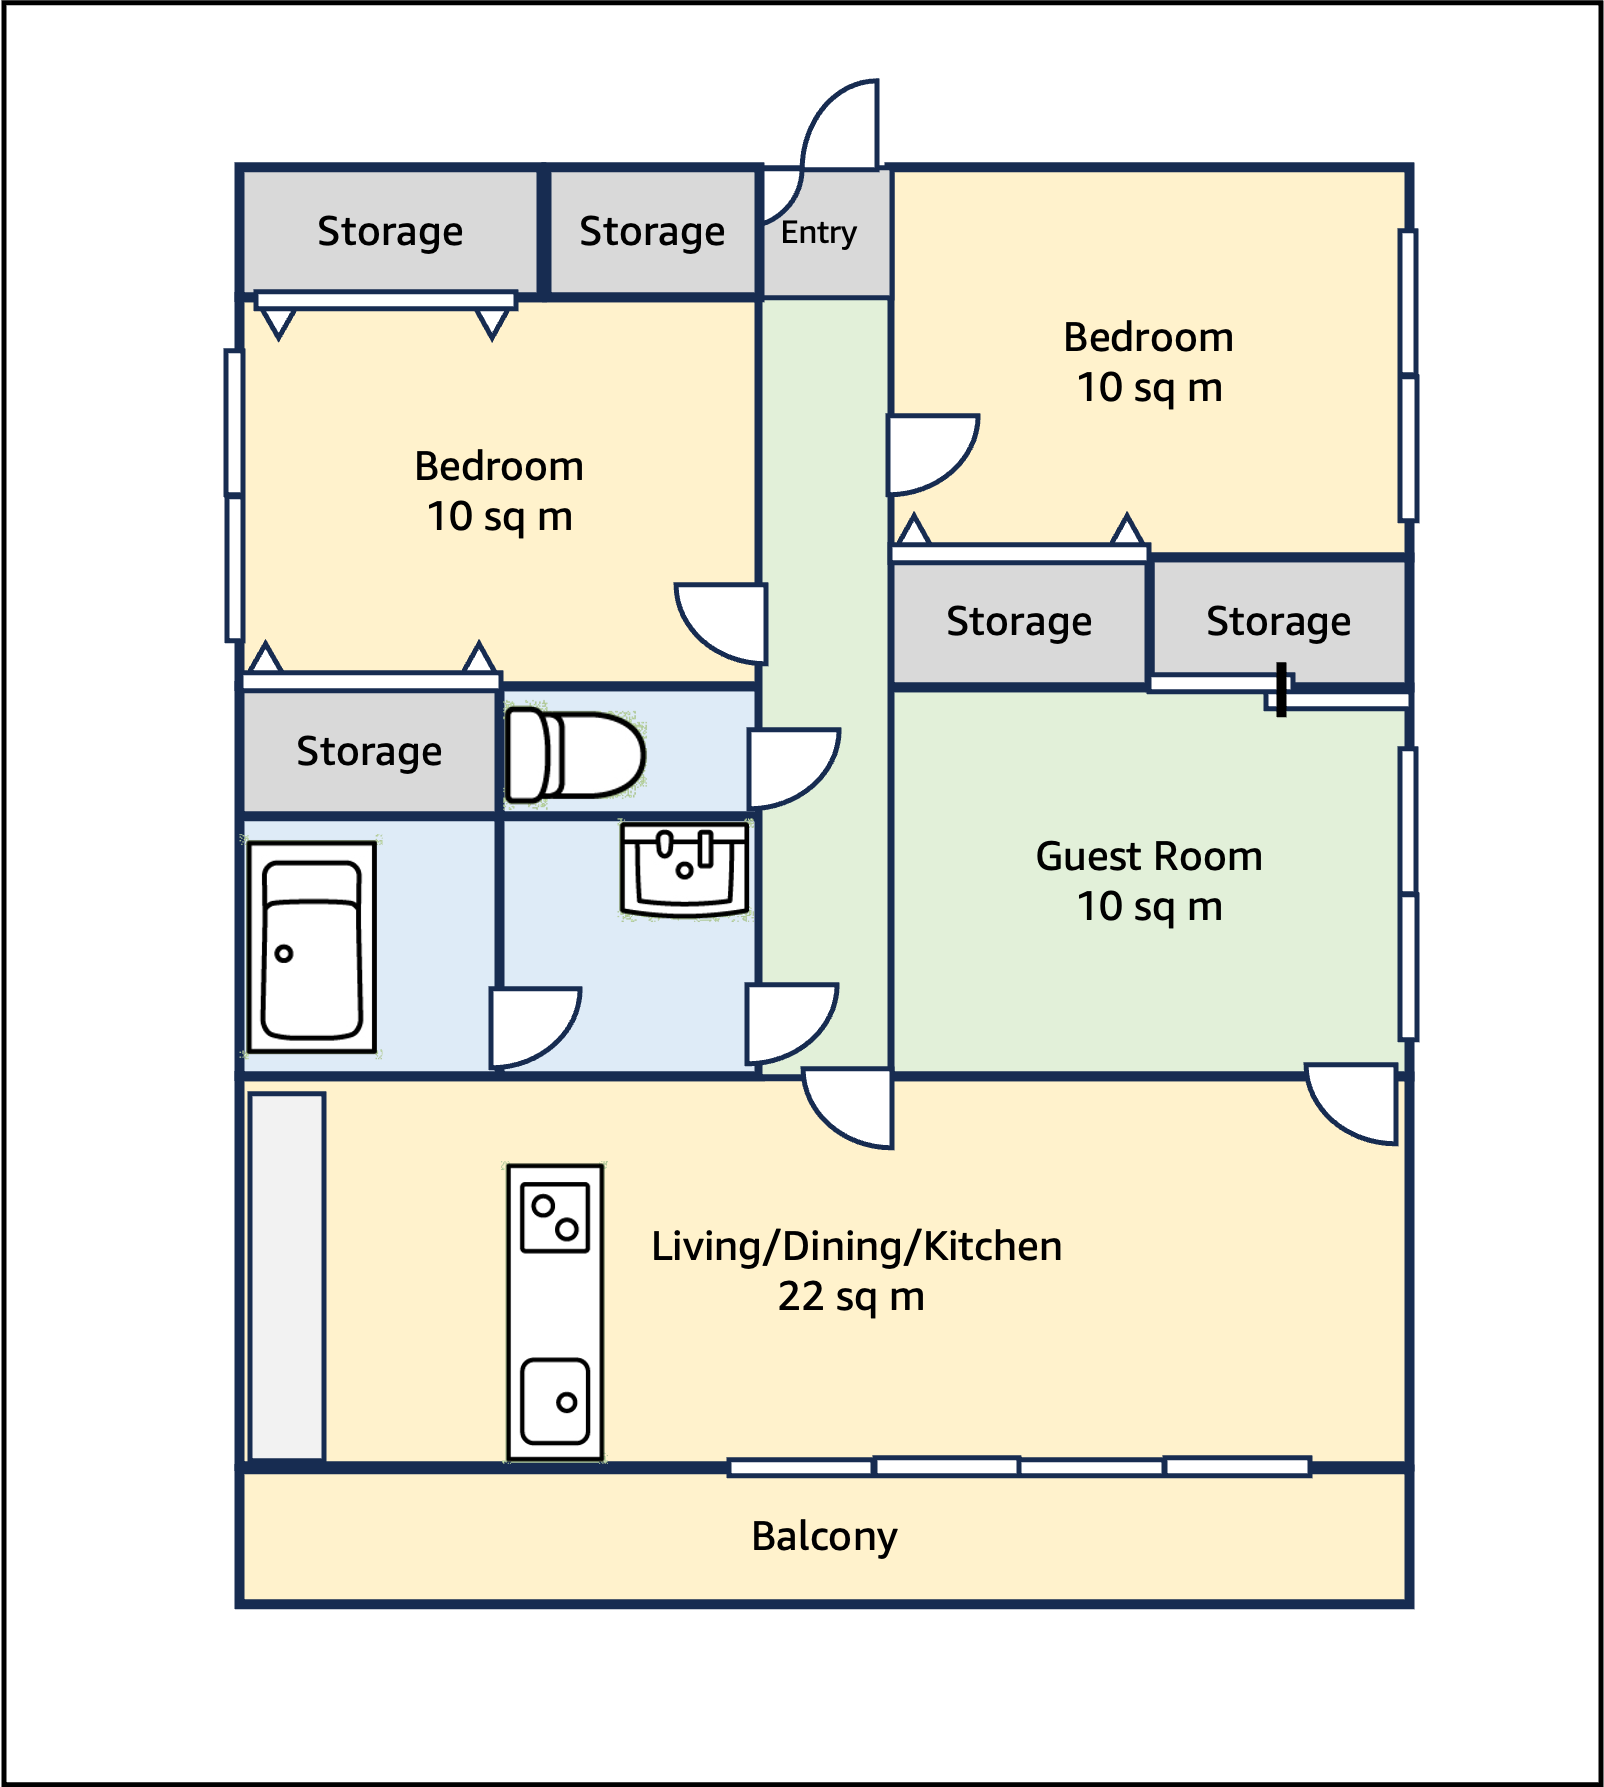 Storage
Storage
Entry
Bedroom
10 sq m
Bedroom
10 sq m
Storage
Storage
Storage
Guest Room
10 sq m
Living/Dining/Kitchen
22 sq m
Balcony